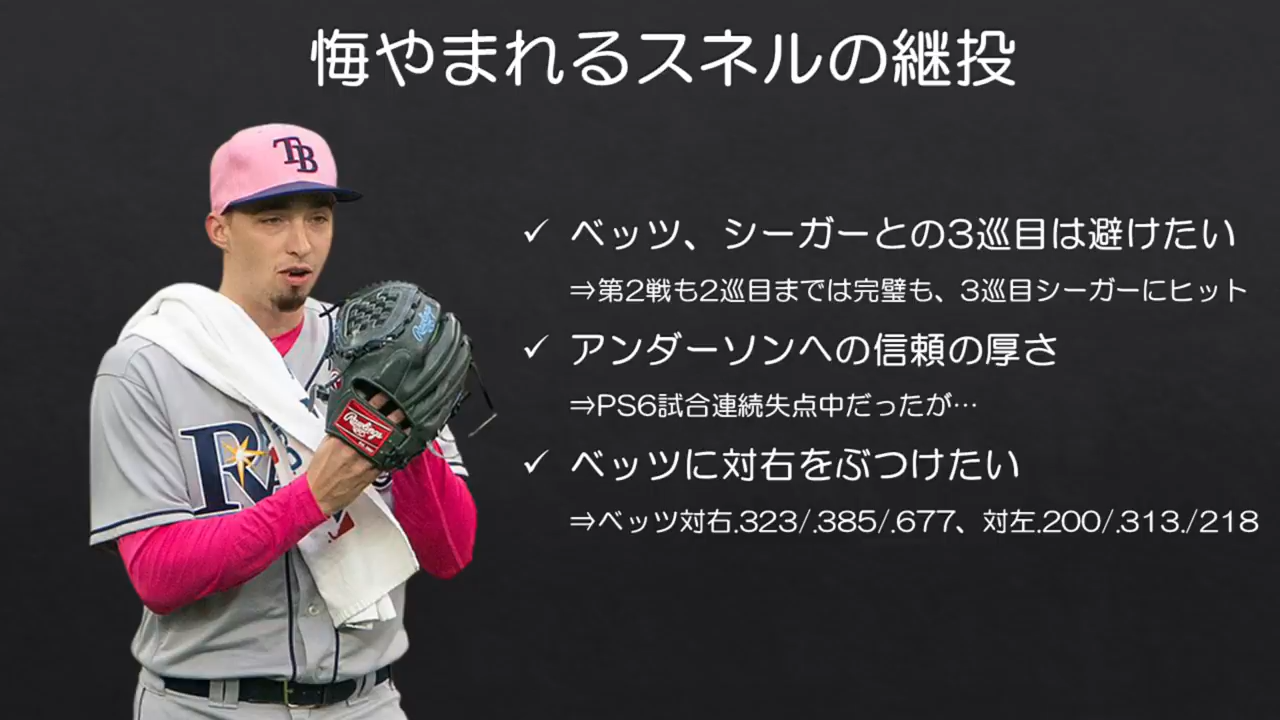 悔やまれるスネルの継投
✓ ベッツ、シーガーとの3巡目は避けたい
⇒第2戦も2巡目までは完璧も、3巡目シーガーにヒット
✓ アンダーソンへの信頼の厚さ
⇒PS6試合連続失点中だったが…
✓ ベッツに対右をぶつけたい
⇒ベッツ対右.323/.385/.677、対左.200/.313./218
TB
Rawlings
Rawlings